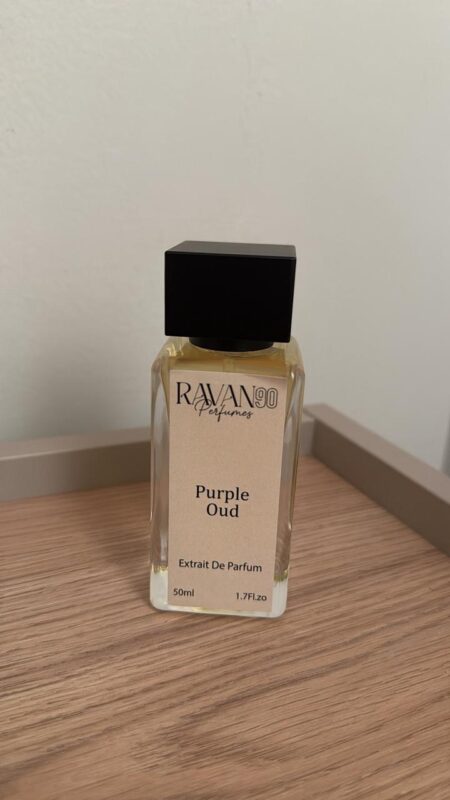 RAVAN90
Perfumes
Purple
Oud
Extrait De Parfum
50ml 1.7Fl.zo